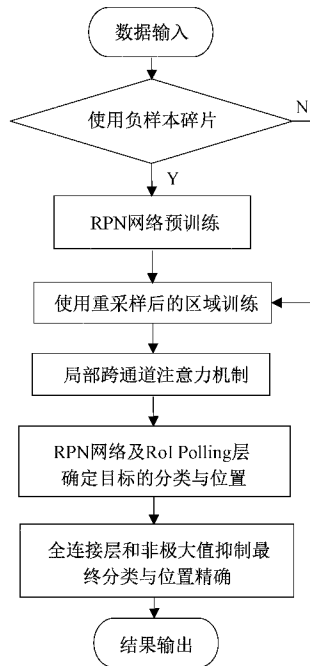 数据输入
使用负样本碎片
N
Y
RPN网络预训练
使用重采样后的区域训练
局部跨通道注意力机制
RPN网络及RoI Polling层
确定目标的分类与位置
全连接层和非极大值抑制最
终分类与位置精确
结果输出